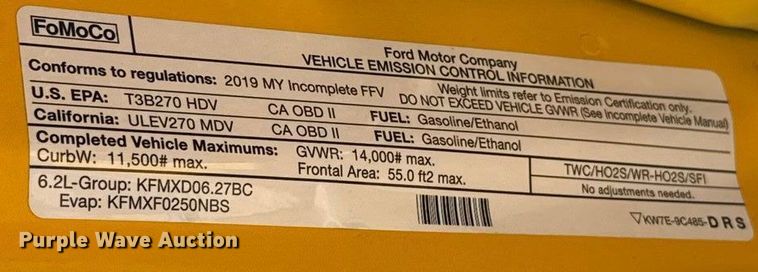 FoMoCo
Ford Motor Company
VEHICLE EMISSION CONTROL INFORMATION
Conforms to regulations: 2019 MY Incomplete FFV
Weight limits refer to Emission Certification only.
DO NOT EXCEED VEHICLE GVWR (See Incomplete Vehicle Manual)
U.S. EPA: T3B270 HDV CA OBD II FUEL: Gasoline/Ethanol
California: ULEV270 MDV CA OBD II FUEL: Gasoline/Ethanol
Completed Vehicle Maximums: GVWR: 14,000# max.
CurbW: 11,500# max. Frontal Area: 55.0 ft2 max.
TWC/HO2S/WR-HO2S/SFI
No adjustments needed.
6.2L-Group: KFMXD06.27BC
Evap: KFMXF0250NBS
KW7E-9C485-DRS
Purple Wave Auction